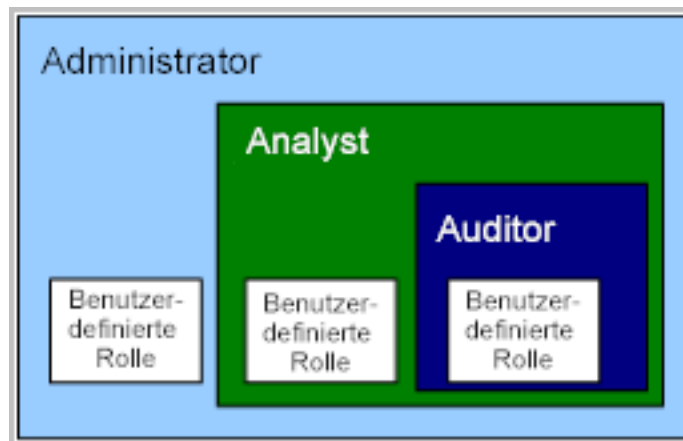 Administrator
Analyst
Auditor
Benutzer-
definierte
Rolle
Benutzer-
definierte
Rolle
Benutzer-
definierte
Rolle